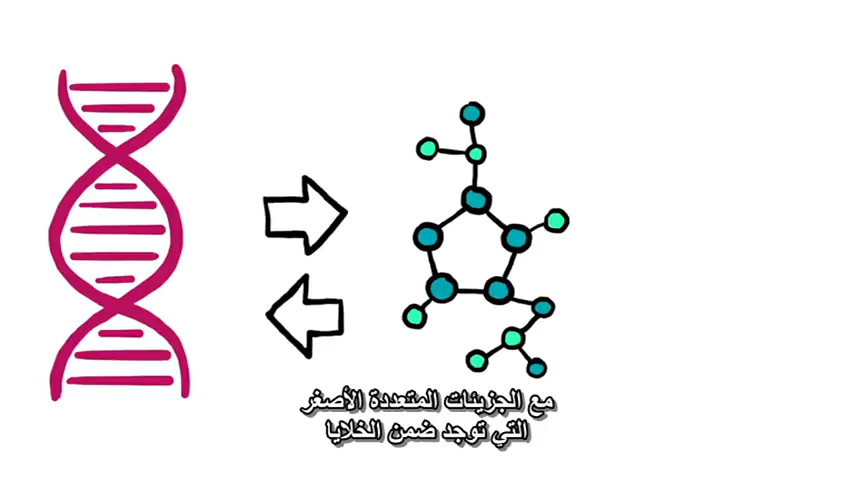 مع الجزيئات المتعددة الأصغر
التي توجد ضمن الخلايا